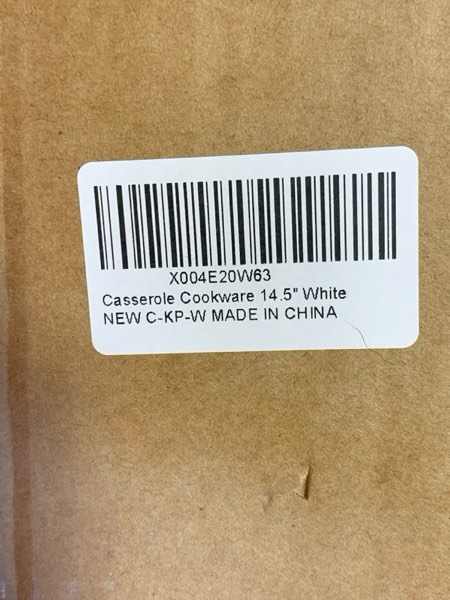 X004E20W63
Casserole Cookware 14.5" White
NEW C-KP-W MADE IN CHINA